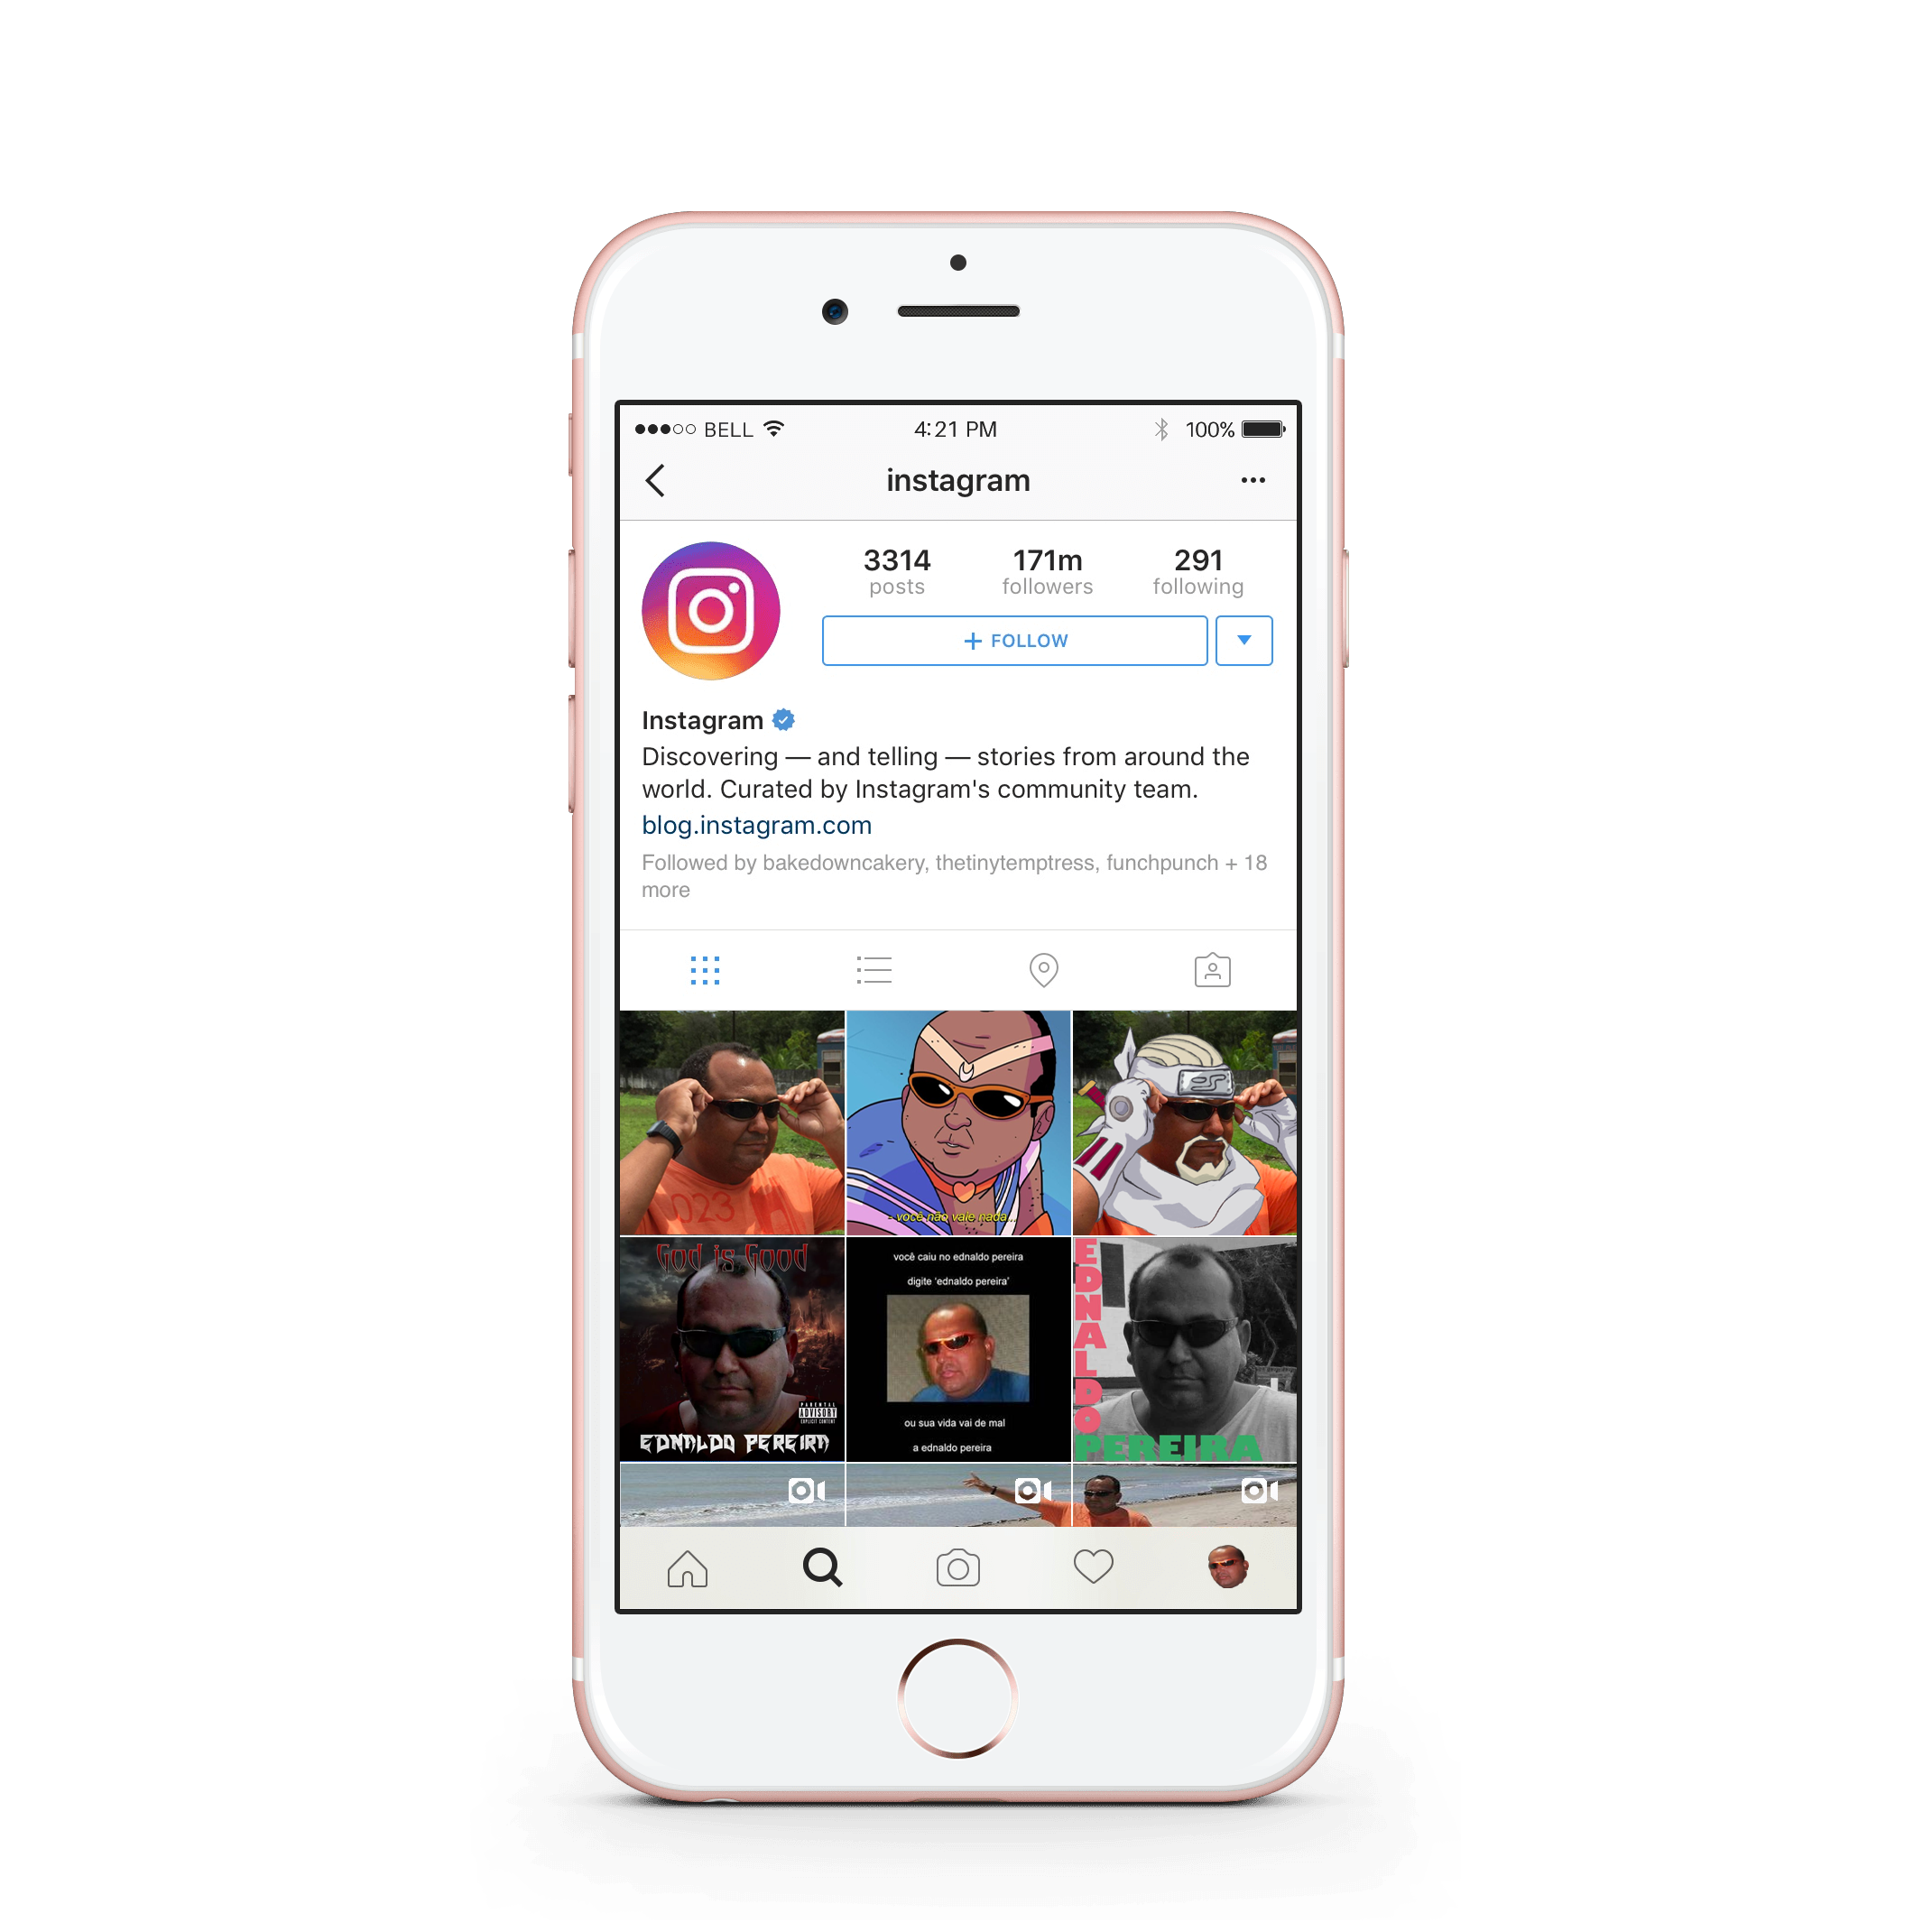 BELL 4:21 PM 100%
instagram
3314 171m 291
posts followers following
+ FOLLOW
Instagram
Discovering — and telling — stories from around the
world. Curated by Instagram's community team.
blog.instagram.com
Followed by bakedowncakery, thetinytemptress, funchpunch + 18
more
023
- você não vale nada...
God is Good
PARENTAL
ADVISORY
EXPLICIT CONTENT
EDNALDO PEREIRA
você caiu no ednaldo pereira
digite 'ednaldo pereira'
ou sua vida vai de mal
a ednaldo pereira
EDNALDO
PEREIRA